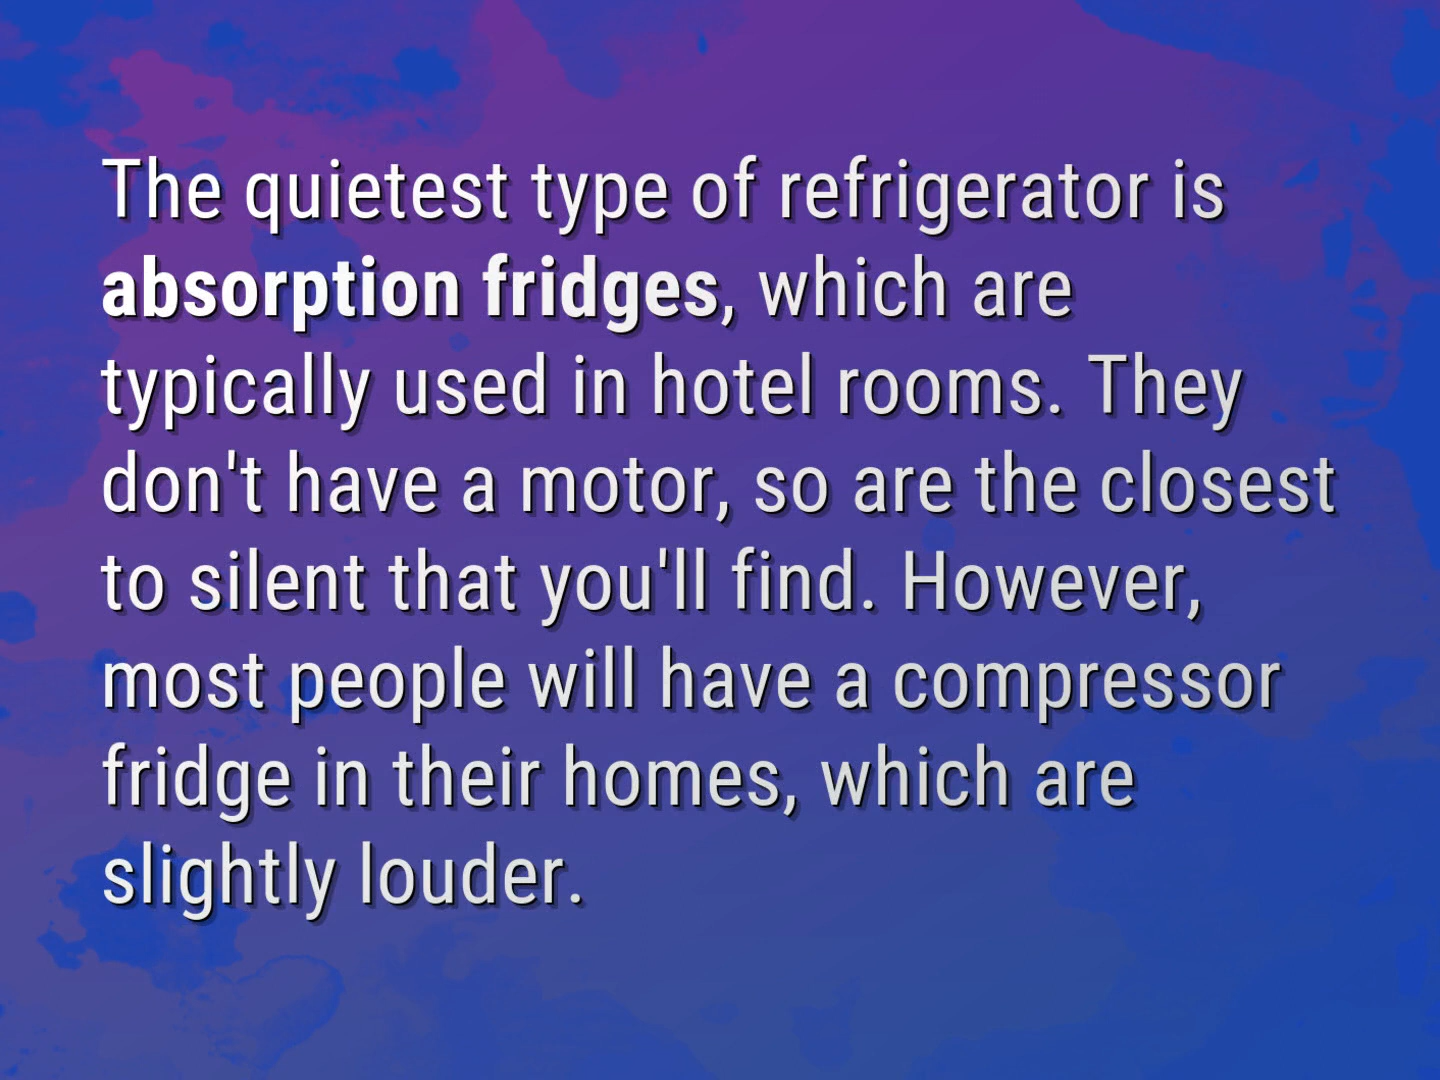 The quietest type of refrigerator is
absorption fridges, which are
typically used in hotel rooms. They
don't have a motor, so are the closest
to silent that you'll find. However,
most people will have a compressor
fridge in their homes, which are
slightly louder.